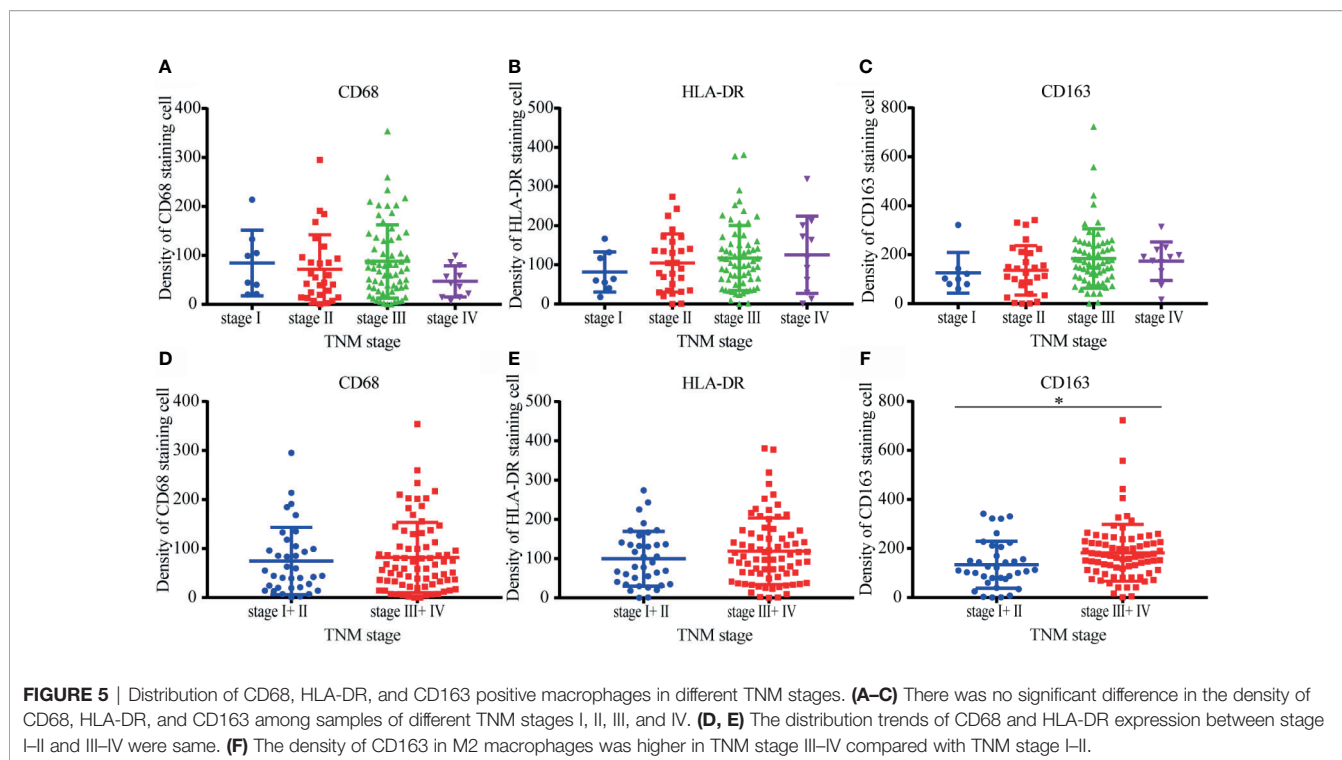 A
CD68
Density of CD68 staining cell
400
300
200
100
0
stage I
stage II
stage III
stage IV
TNM stage
B
HLA-DR
Density of HLA-DR staining cell
500
400
300
200
100
0
stage I
stage II
stage III
stage IV
TNM stage
C
CD163
Density of CD163 staining cell
800
600
400
200
0
stage I
stage II
stage III
stage IV
TNM stage
D
CD68
Density of CD68 staining cell
400
300
200
100
0
stage I+ II
stage III+ IV
TNM stage
E
HLA-DR
Density of HLA-DR staining cell
500
400
300
200
100
0
stage I+ II
stage III+ IV
TNM stage
F
CD163
*
Density of CD163 staining cell
800
600
400
200
0
stage I+ II
stage III+ IV
TNM stage
FIGURE 5 | Distribution of CD68, HLA-DR, and CD163 positive macrophages in different TNM stages. (A–C) There was no significant difference in the density of
CD68, HLA-DR, and CD163 among samples of different TNM stages I, II, III, and IV. (D, E) The distribution trends of CD68 and HLA-DR expression between stage
I–II and III–IV were same. (F) The density of CD163 in M2 macrophages was higher in TNM stage III–IV compared with TNM stage I–II.